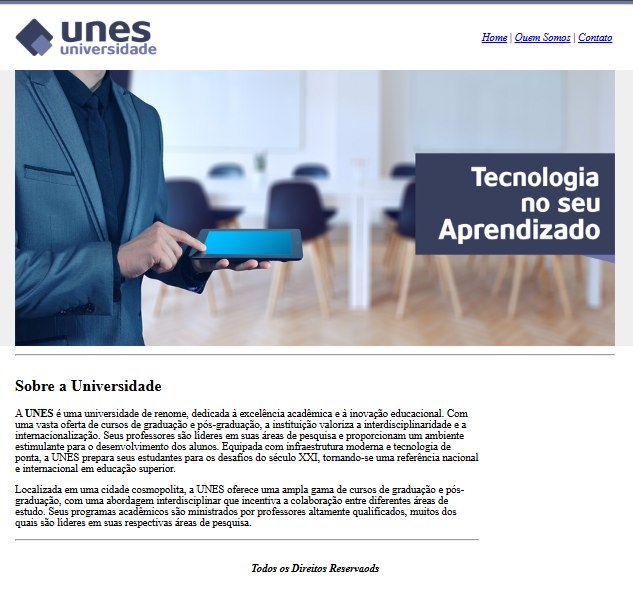 unes
universidade
Home | Quem Somos | Contato
Tecnologia
no seu
Aprendizado
Sobre a Universidade
A UNES é uma universidade de renome, dedicada à excelência acadêmica e à inovação educacional. Com
uma vasta oferta de cursos de graduação e pós-graduação, a instituição valoriza a interdisciplinaridade e a
internacionalização. Seus professores são líderes em suas áreas de pesquisa e proporcionam um ambiente
estimulante para o desenvolvimento dos alunos. Equipada com infraestrutura moderna e tecnologia de
ponta, a UNES prepara seus estudantes para os desafios do século XXI, tornando-se uma referência nacional
e internacional em educação superior.
Localizada em uma cidade cosmopolita, a UNES oferece uma ampla gama de cursos de graduação e pós-
graduação, com uma abordagem interdisciplinar que incentiva a colaboração entre diferentes áreas de
estudo. Seus programas acadêmicos são ministrados por professores altamente qualificados, muitos dos
quais são líderes em suas respectivas áreas de pesquisa.
Todos os Direitos Reservaods